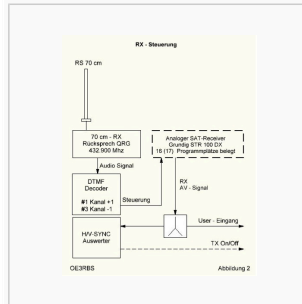 RX - Steuerung
RS 70 cm
70 cm - RX
Rücksprech QRG
432.900 Mhz
Analoger SAT-Receiver
Grundig STR 100 DX
16 (17) Programmplätze belegt
Audio Signal
DTMF
Decoder
#1 Kanal +1
#3 Kanal -1
Steuerung
RX
AV - Signal
H/V-SYNC
Auswerter
User - Eingang
TX On/Off
OE3RBS
Abbildung 2